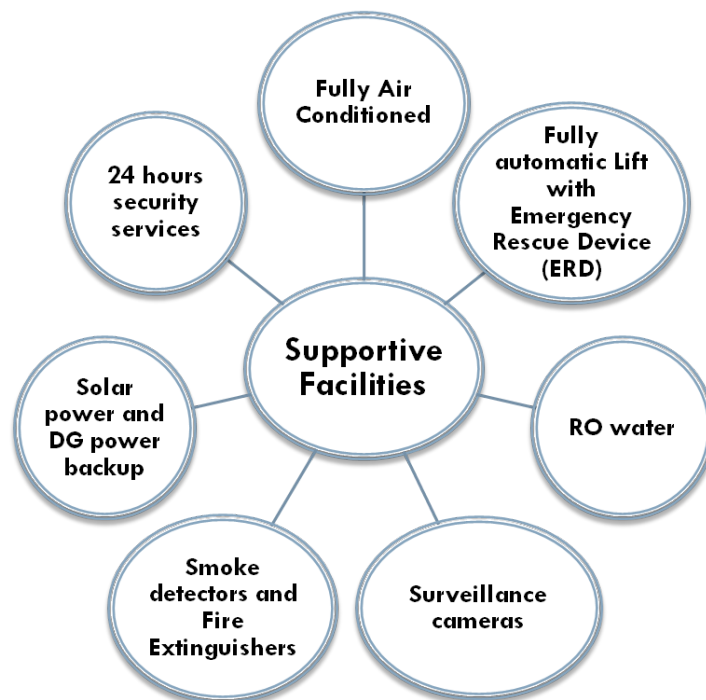 Fully Air
Conditioned
Fully
automatic Lift
with
Emergency
Rescue Device
(ERD)
24 hours
security
services
Supportive
Facilities
Solar
power and
DG power
backup
RO water
Smoke
detectors and
Fire
Extinguishers
Surveillance
cameras